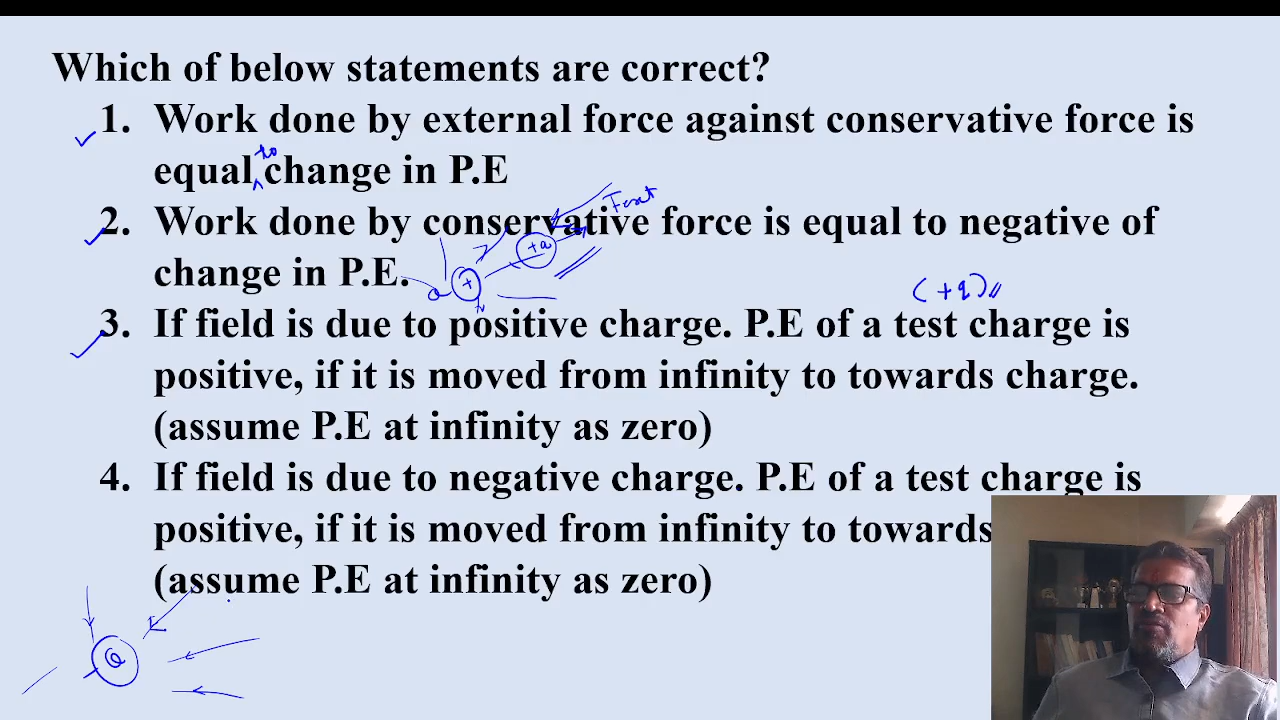 Which of below statements are correct?
1. Work done by external force against conservative force is
equal to change in P.E
2. Work done by conservative force is equal to negative of
change in P.E.
Fext
+q
Q +
(+q)
3. If field is due to positive charge. P.E of a test charge is
positive, if it is moved from infinity to towards charge.
(assume P.E at infinity as zero)
4. If field is due to negative charge. P.E of a test charge is
positive, if it is moved from infinity to towards
(assume P.E at infinity as zero)
Q